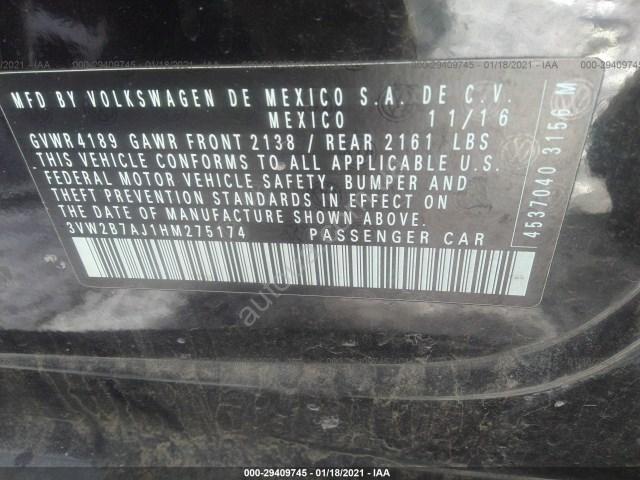 000-29409745 - 01/18/2021 - IAA
MFD BY VOLKSWAGEN DE MEXICO S.A. DE C.V.
MEXICO 11/16
GVWR4189 GAWR FRONT 2138 / REAR 2161 LBS
THIS VEHICLE CONFORMS TO ALL APPLICABLE U.S.
FEDERAL MOTOR VEHICLE SAFETY, BUMPER AND
THEFT PREVENTION STANDARDS IN EFFECT ON
THE DATE OF MANUFACTURE SHOWN ABOVE.
3VW2B7AJ1HM275174 PASSENGER CAR
4537040 3156 M
000-29409745 - 01/18/2021 - IAA